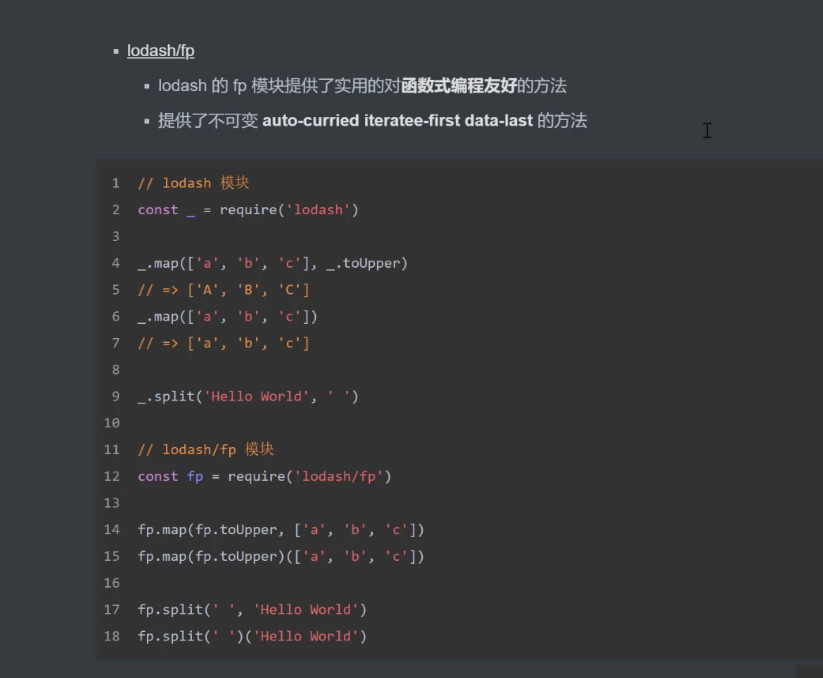 lodash/fp
lodash 的 fp 模块提供了实用的对函数式编程友好的方法
提供了不可变 auto-curried iteratee-first data-last 的方法
1 // lodash 模块
2 const _ = require('lodash')
3
4 _.map(['a', 'b', 'c'], _.toUpper)
5 // => ['A', 'B', 'C']
6 _.map(['a', 'b', 'c'])
7 // => ['a', 'b', 'c']
8
9 _.split('Hello World', ' ')
10
11 // lodash/fp 模块
12 const fp = require('lodash/fp')
13
14 fp.map(fp.toUpper, ['a', 'b', 'c'])
15 fp.map(fp.toUpper)(['a', 'b', 'c'])
16
17 fp.split(' ', 'Hello World')
18 fp.split(' ')('Hello World')